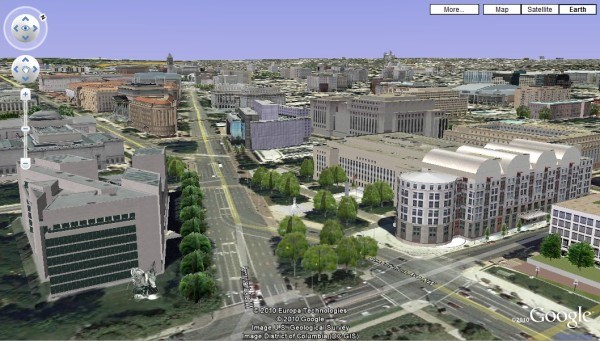 More...
Map
Satellite
Earth
N
© 2010 Europa Technologies
© 2010 Google
Image U.S. Geological Survey
Image District of Columbia (DC GIS)
©2010 Google